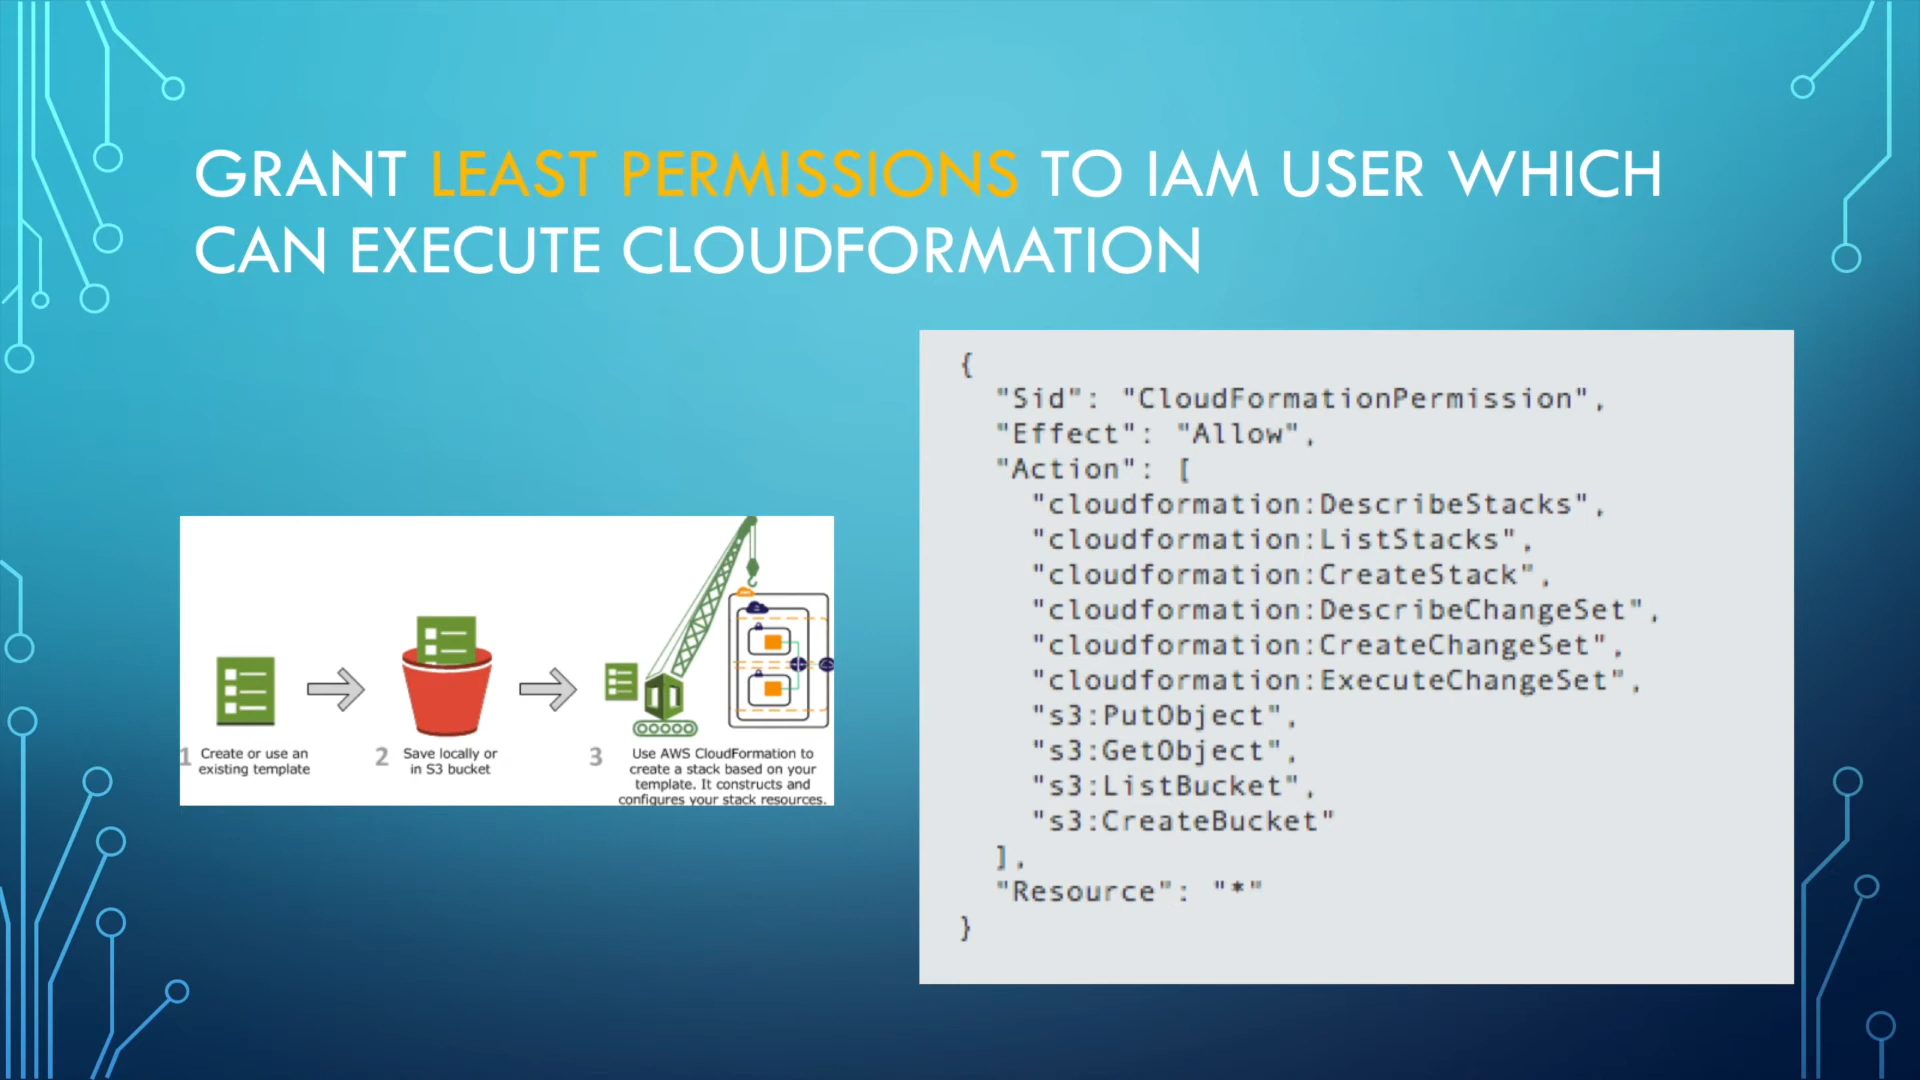 GRANT LEAST PERMISSIONS TO IAM USER WHICH
CAN EXECUTE CLOUDFORMATION
1 Create or use an
existing template
2 Save locally or
in S3 bucket
3 Use AWS CloudFormation to
create a stack based on your
template. It constructs and
configures your stack resources.
{
"Sid": "CloudFormationPermission",
"Effect": "Allow",
"Action": [
"cloudformation:DescribeStacks",
"cloudformation:ListStacks",
"cloudformation:CreateStack",
"cloudformation:DescribeChangeSet",
"cloudformation:CreateChangeSet",
"cloudformation:ExecuteChangeSet",
"s3:PutObject",
"s3:GetObject",
"s3:ListBucket",
"s3:CreateBucket"
],
"Resource": "*"
}